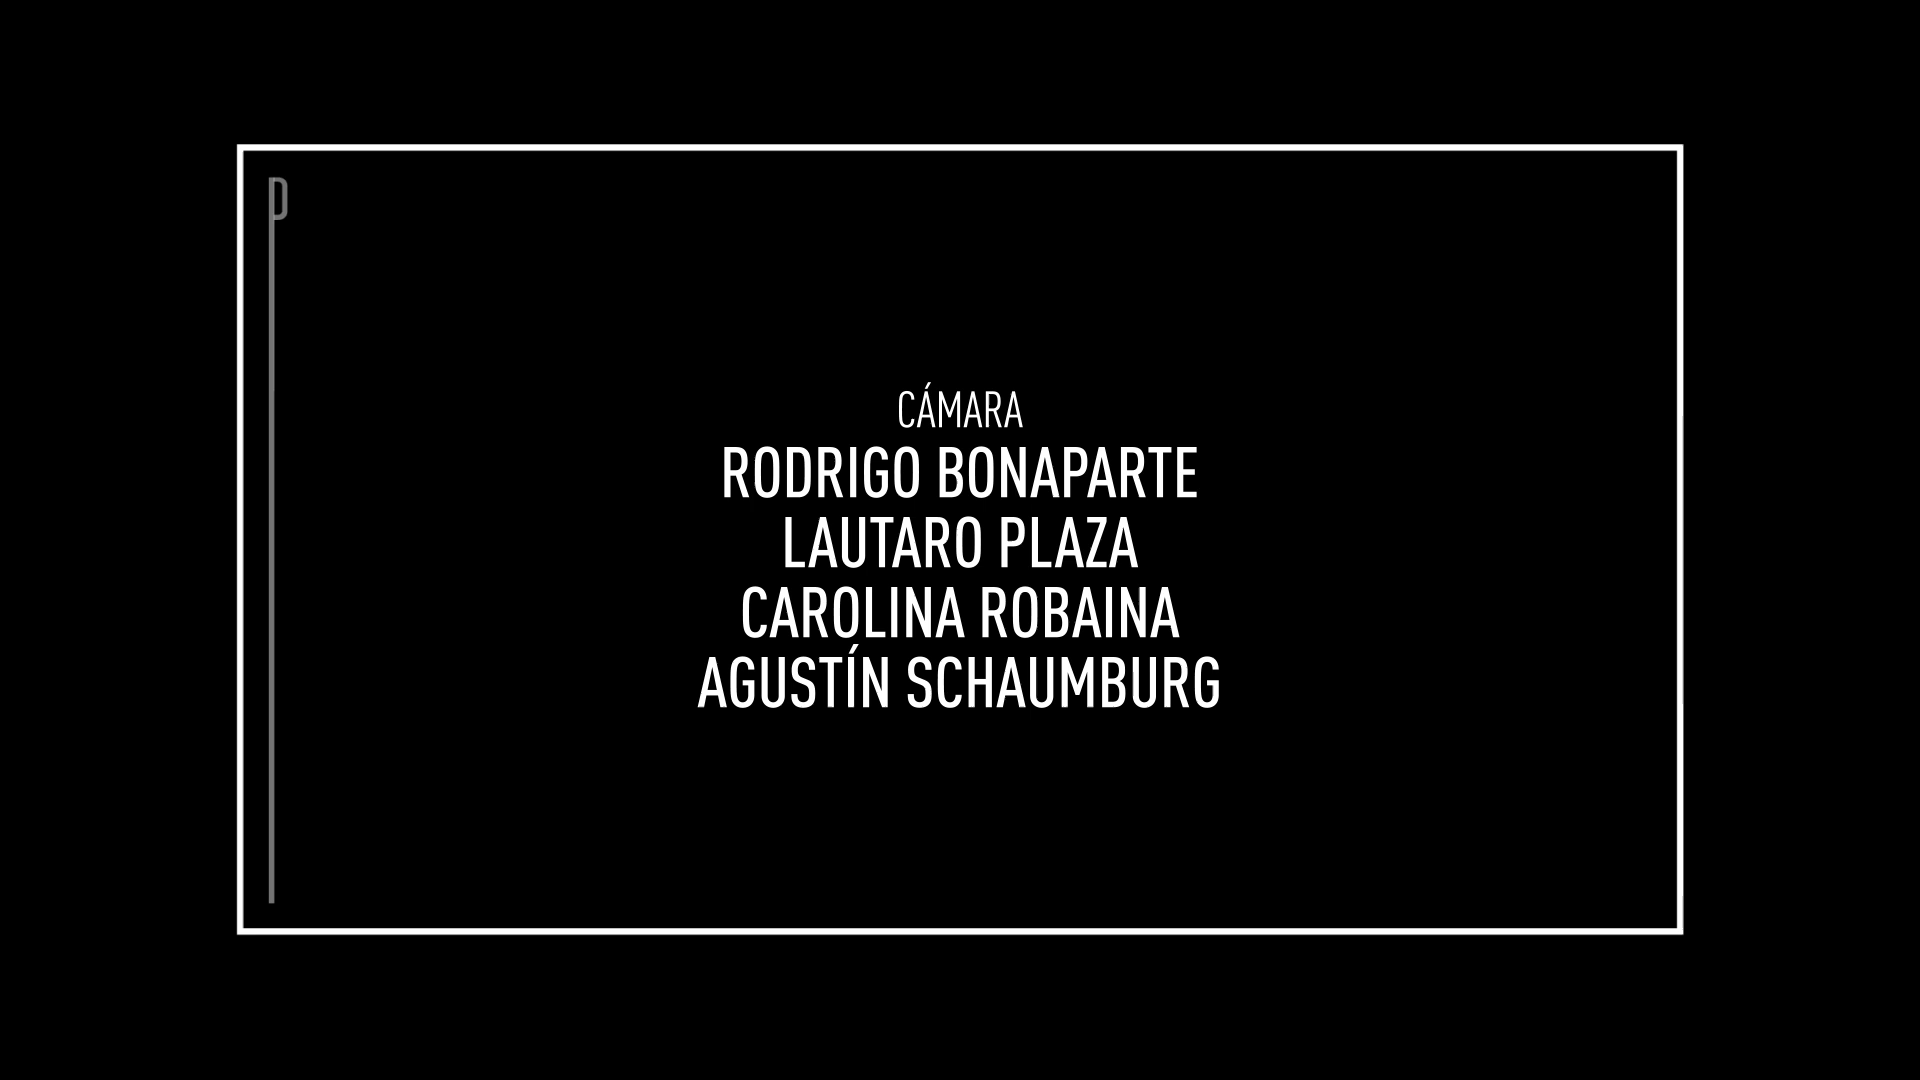 P
CÁMARA
RODRIGO BONAPARTE
LAUTARO PLAZA
CAROLINA ROBAINA
AGUSTÍN SCHAUMBURG